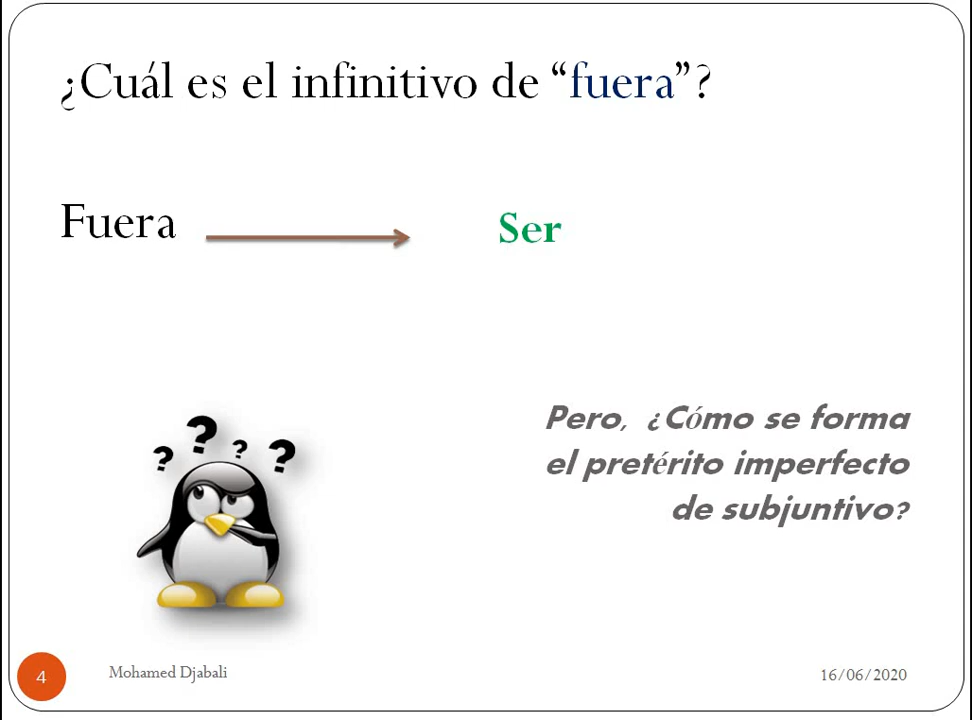 ¿Cuál es el infinitivo de “fuera”?
Fuera
Ser
? ? ? ?
Pero, ¿Cómo se forma
el pretérito imperfecto
de subjuntivo?
4
Mohamed Djabali
16/06/2020